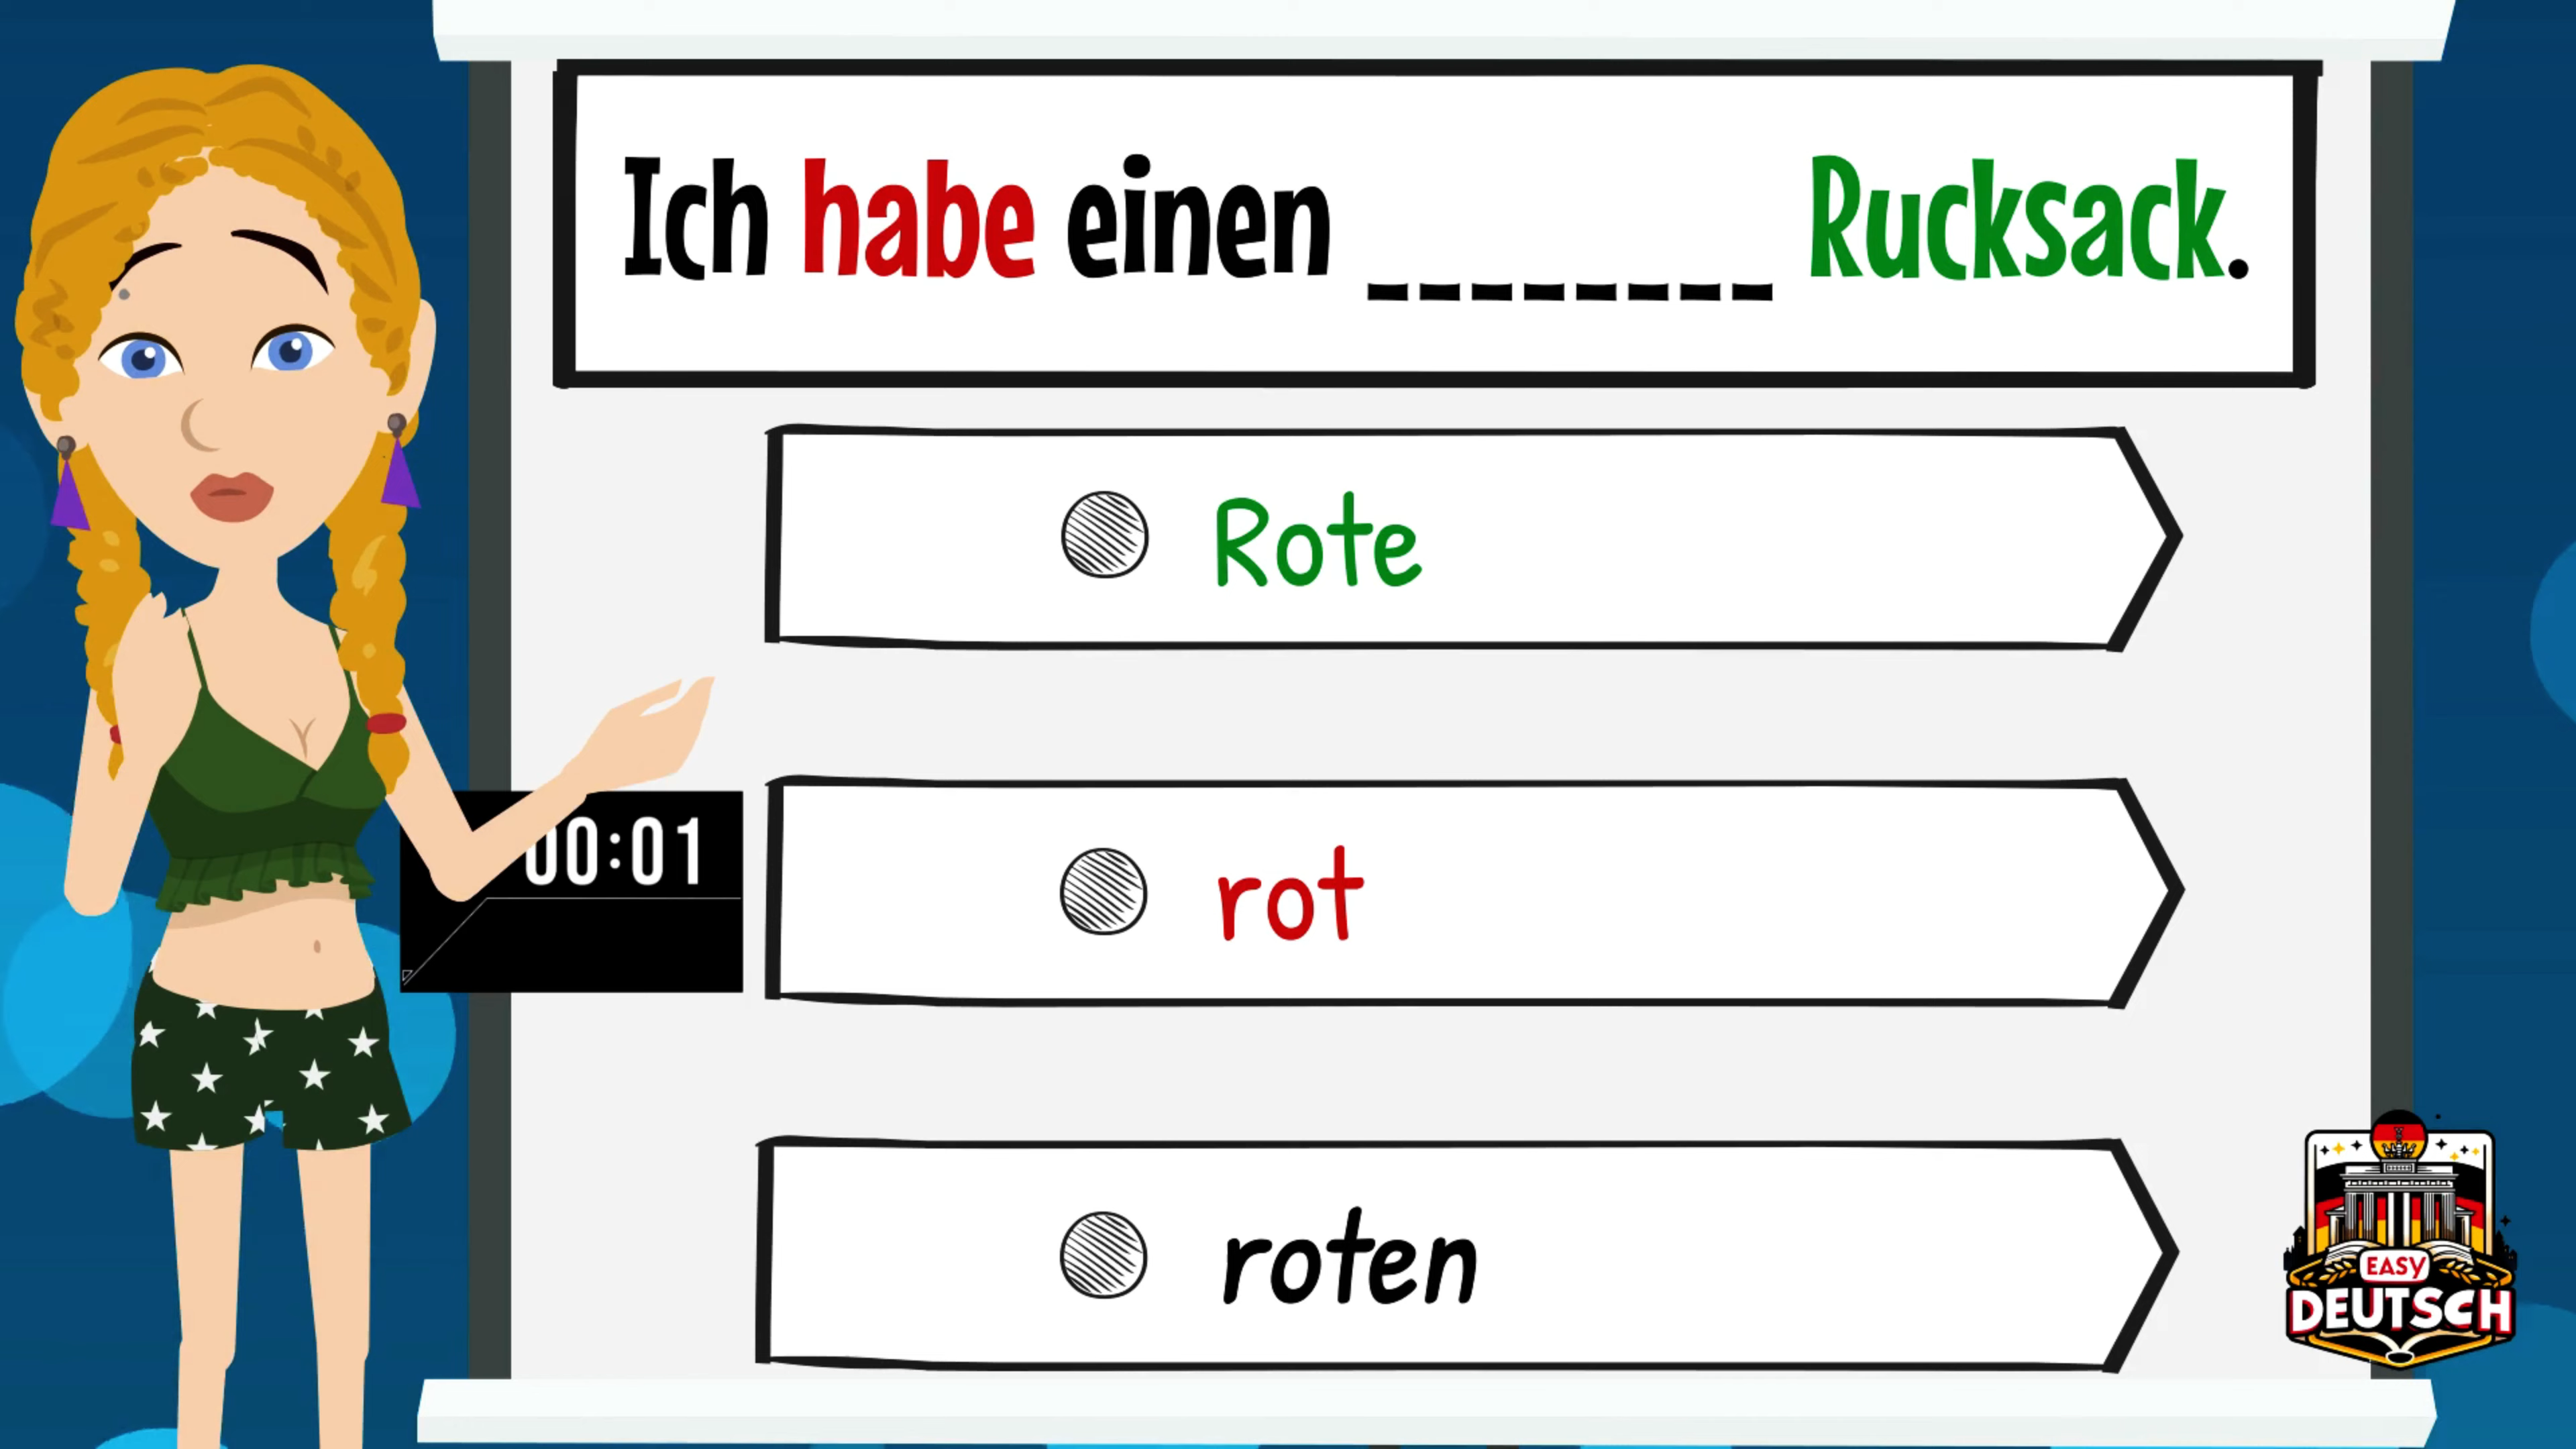 Ich habe einen ________ Rucksack.
Rote
00:01
rot
roten
EASY
DEUTSCH